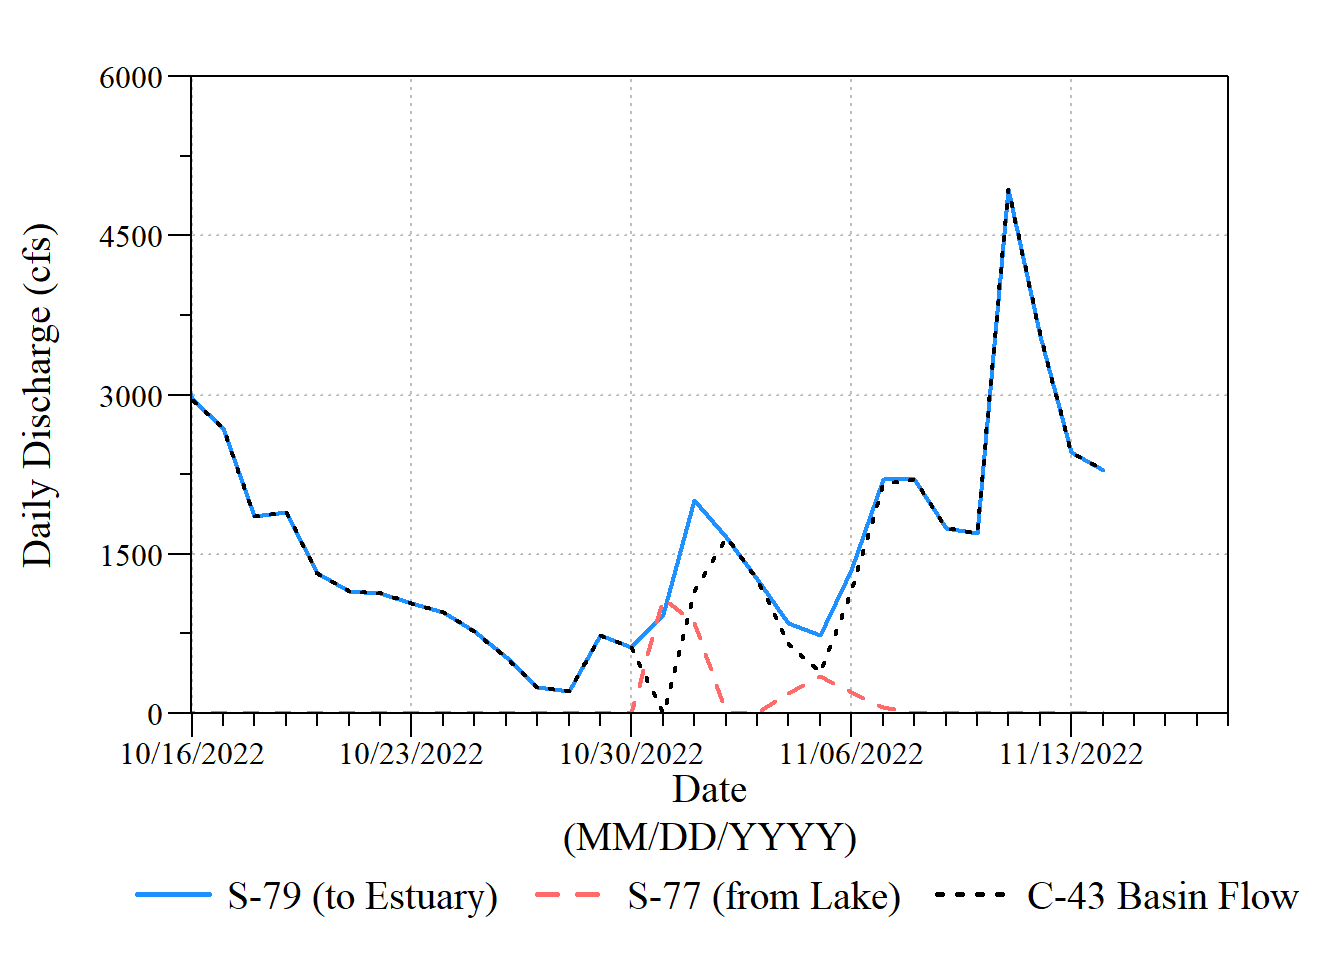 6000
4500
3000
1500
0
Daily Discharge (cfs)
10/16/2022 10/23/2022 10/30/2022 11/06/2022 11/13/2022
Date
(MM/DD/YYYY)
S-79 (to Estuary) S-77 (from Lake) C-43 Basin Flow